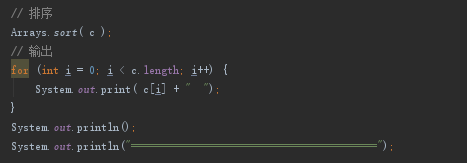 // 排序
Arrays.sort( c );
// 输出
for (int i = 0; i < c.length; i++) {
    System.out.print( c[i] + "  ");
}
System.out.println();
System.out.println("===================================");